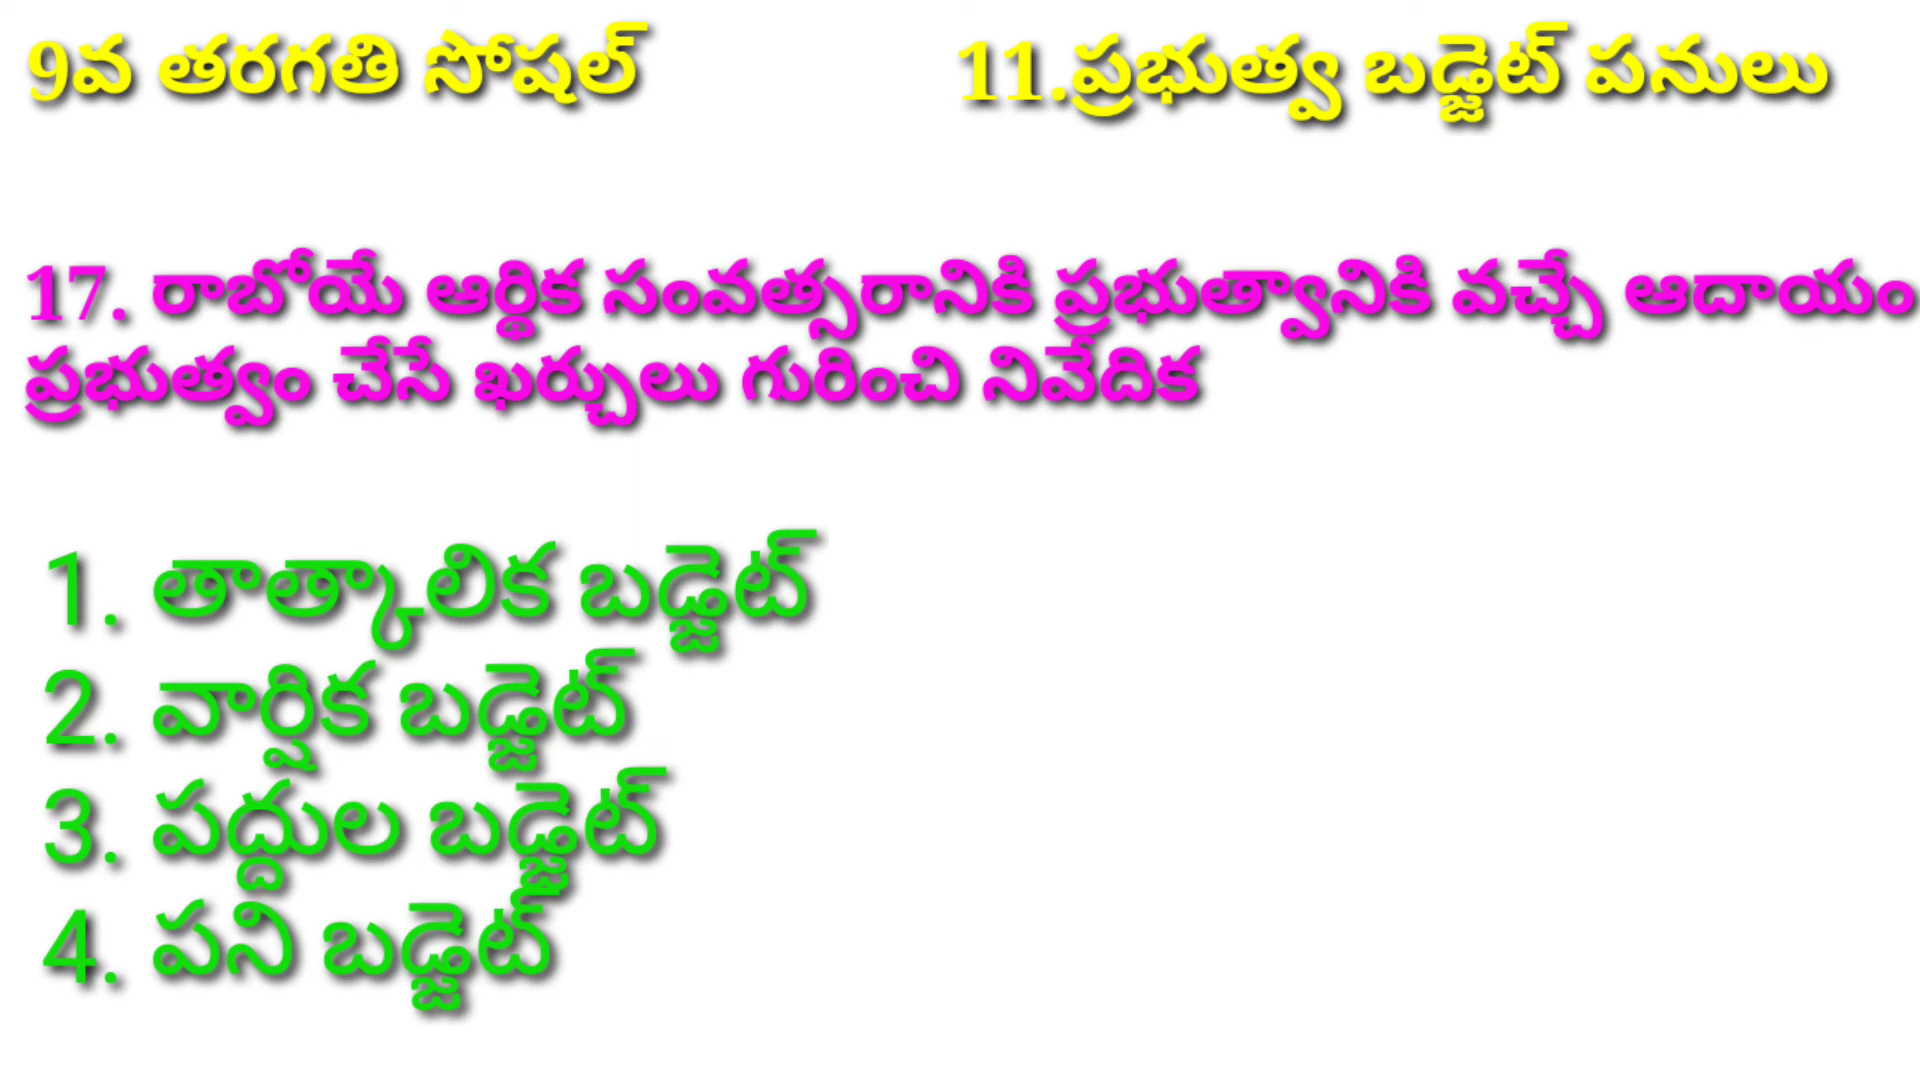 9వ తరగతి సోషల్
11.ప్రభుత్వ బడ్జెట్ పనులు
17. రాబోయే ఆర్థిక సంవత్సరానికి ప్రభుత్వానికి వచ్చే ఆదాయం
ప్రభుత్వం చేసే ఖర్చులు గురించి నివేదిక
1. తాత్కాలిక బడ్జెట్
2. వార్షిక బడ్జెట్
3. పద్దుల బడ్జెట్
4. పని బడ్జెట్